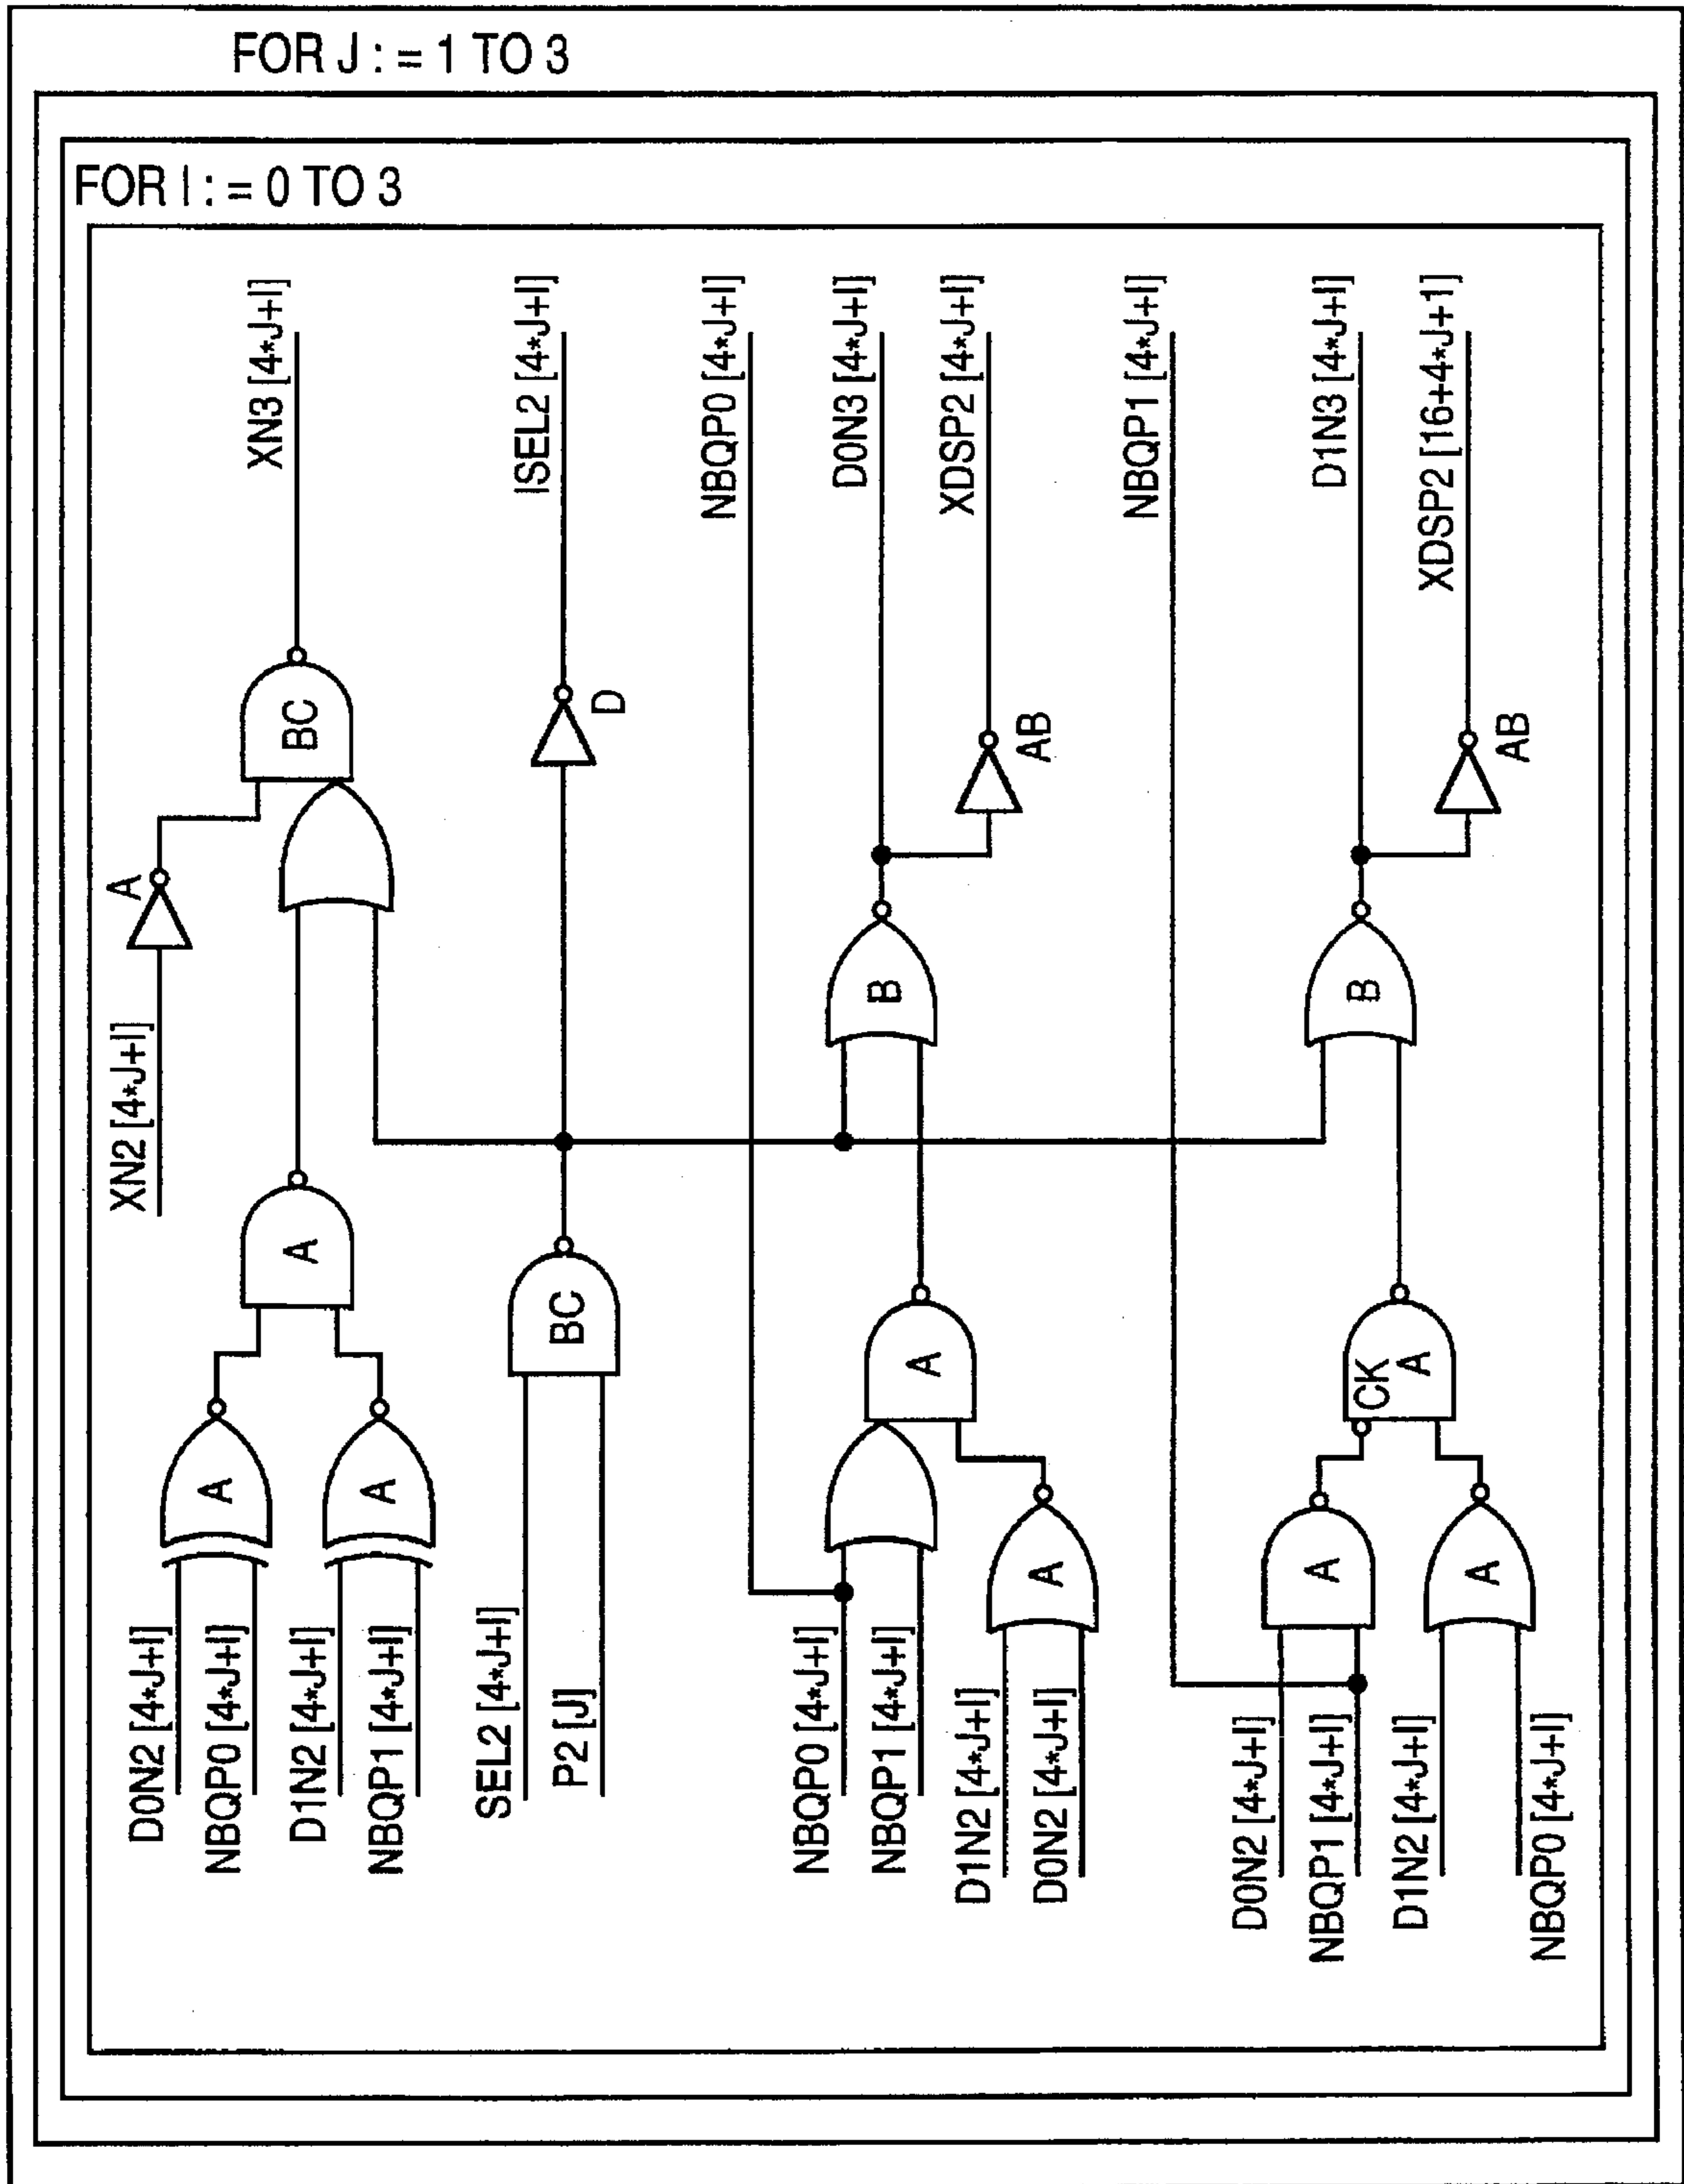 FOR J : = 1 TO 3
FOR I : = 0 TO 3
XN2 [4*J+I]
A
D0N2 [4*J+I]
NBQP0 [4*J+I]
A
D1N2 [4*J+I]
NBQP1 [4*J+I]
A
A
BC
XN3 [4*J+I]
SEL2 [4*J+I]
P2 [J]
BC
D
ISEL2 [4*J+I]
NBQP0 [4*J+I]
NBQP0 [4*J+I]
NBQP1 [4*J+I]
D1N2 [4*J+I]
D0N2 [4*J+I]
A
A
B
D0N3 [4*J+I]
AB
XDSP2 [4*J+I]
NBQP1 [4*J+I]
D0N2 [4*J+I]
NBQP1 [4*J+I]
A
D1N2 [4*J+I]
NBQP0 [4*J+I]
A
CK
A
B
D1N3 [4*J+I]
AB
XDSP2 [16+4*J+1]